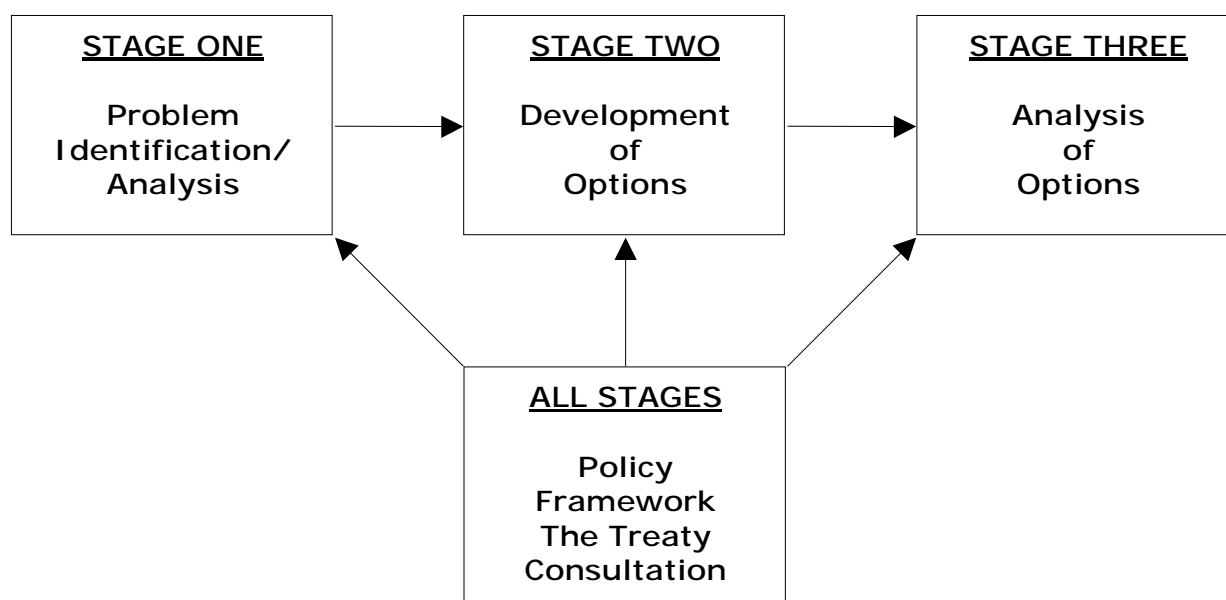 STAGE ONE
Problem
Identification/
Analysis
STAGE TWO
Development
of
Options
STAGE THREE
Analysis
of
Options
ALL STAGES
Policy
Framework
The Treaty
Consultation